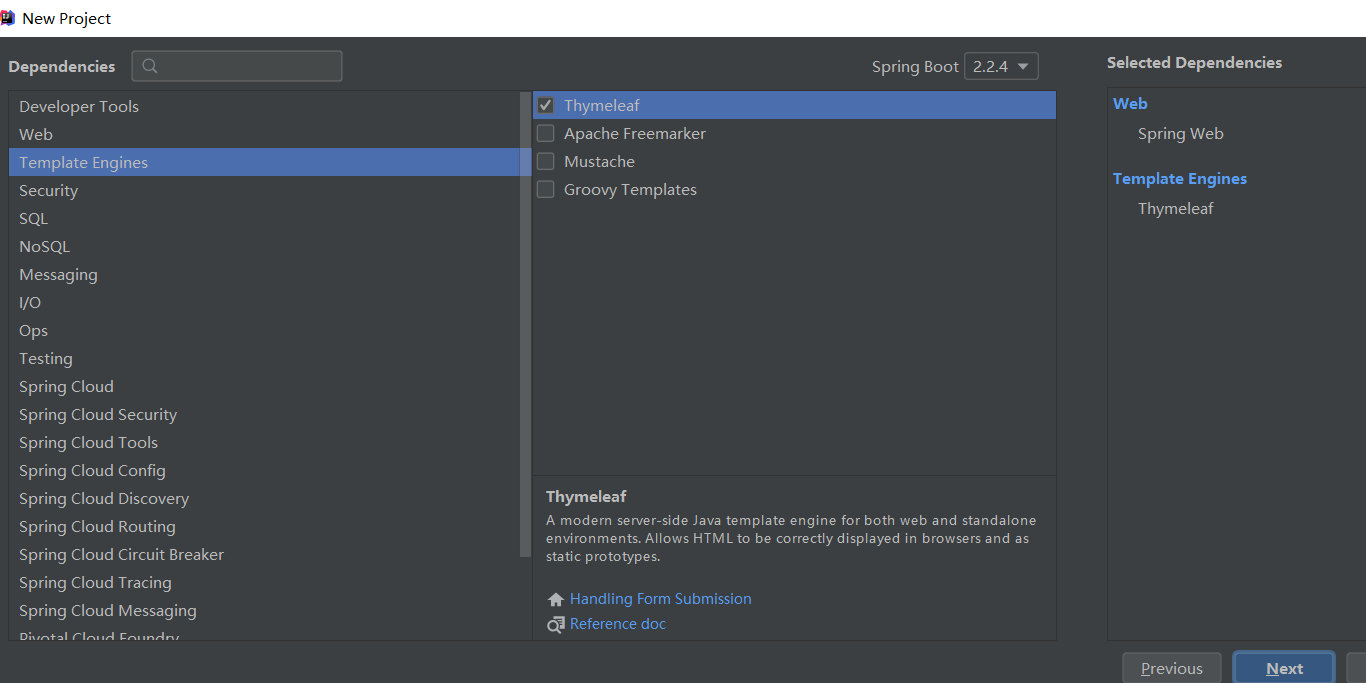 New Project
Dependencies
Spring Boot 2.2.4
Selected Dependencies
Developer Tools
Web
Template Engines
Security
SQL
NoSQL
Messaging
I/O
Ops
Testing
Spring Cloud
Spring Cloud Security
Spring Cloud Tools
Spring Cloud Config
Spring Cloud Discovery
Spring Cloud Routing
Spring Cloud Circuit Breaker
Spring Cloud Tracing
Spring Cloud Messaging
Pivotal Cloud Foundry
Thymeleaf
Apache Freemarker
Mustache
Groovy Templates
Thymeleaf
A modern server-side Java template engine for both web and standalone
environments. Allows HTML to be correctly displayed in browsers and as
static prototypes.
Handling Form Submission
Reference doc
Web
Spring Web
Template Engines
Thymeleaf
Previous
Next